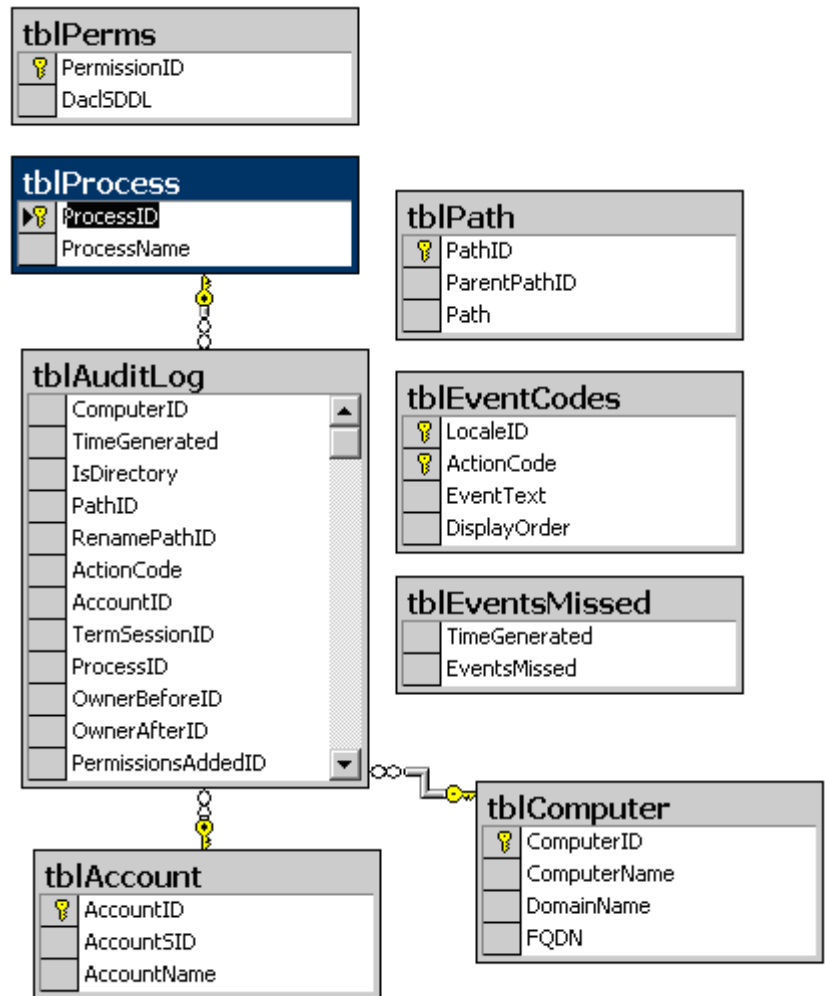 tblPerms
PermissionID
DaclSDDL
tblProcess
ProcessID
ProcessName
tblPath
PathID
ParentPathID
Path
tblAuditLog
ComputerID
TimeGenerated
IsDirectory
PathID
RenamePathID
ActionCode
AccountID
TermSessionID
ProcessID
OwnerBeforeID
OwnerAfterID
PermissionsAddedID
tblEventCodes
LocaleID
ActionCode
EventText
DisplayOrder
tblEventsMissed
TimeGenerated
EventsMissed
tblComputer
ComputerID
ComputerName
DomainName
FQDN
tblAccount
AccountID
AccountSID
AccountName